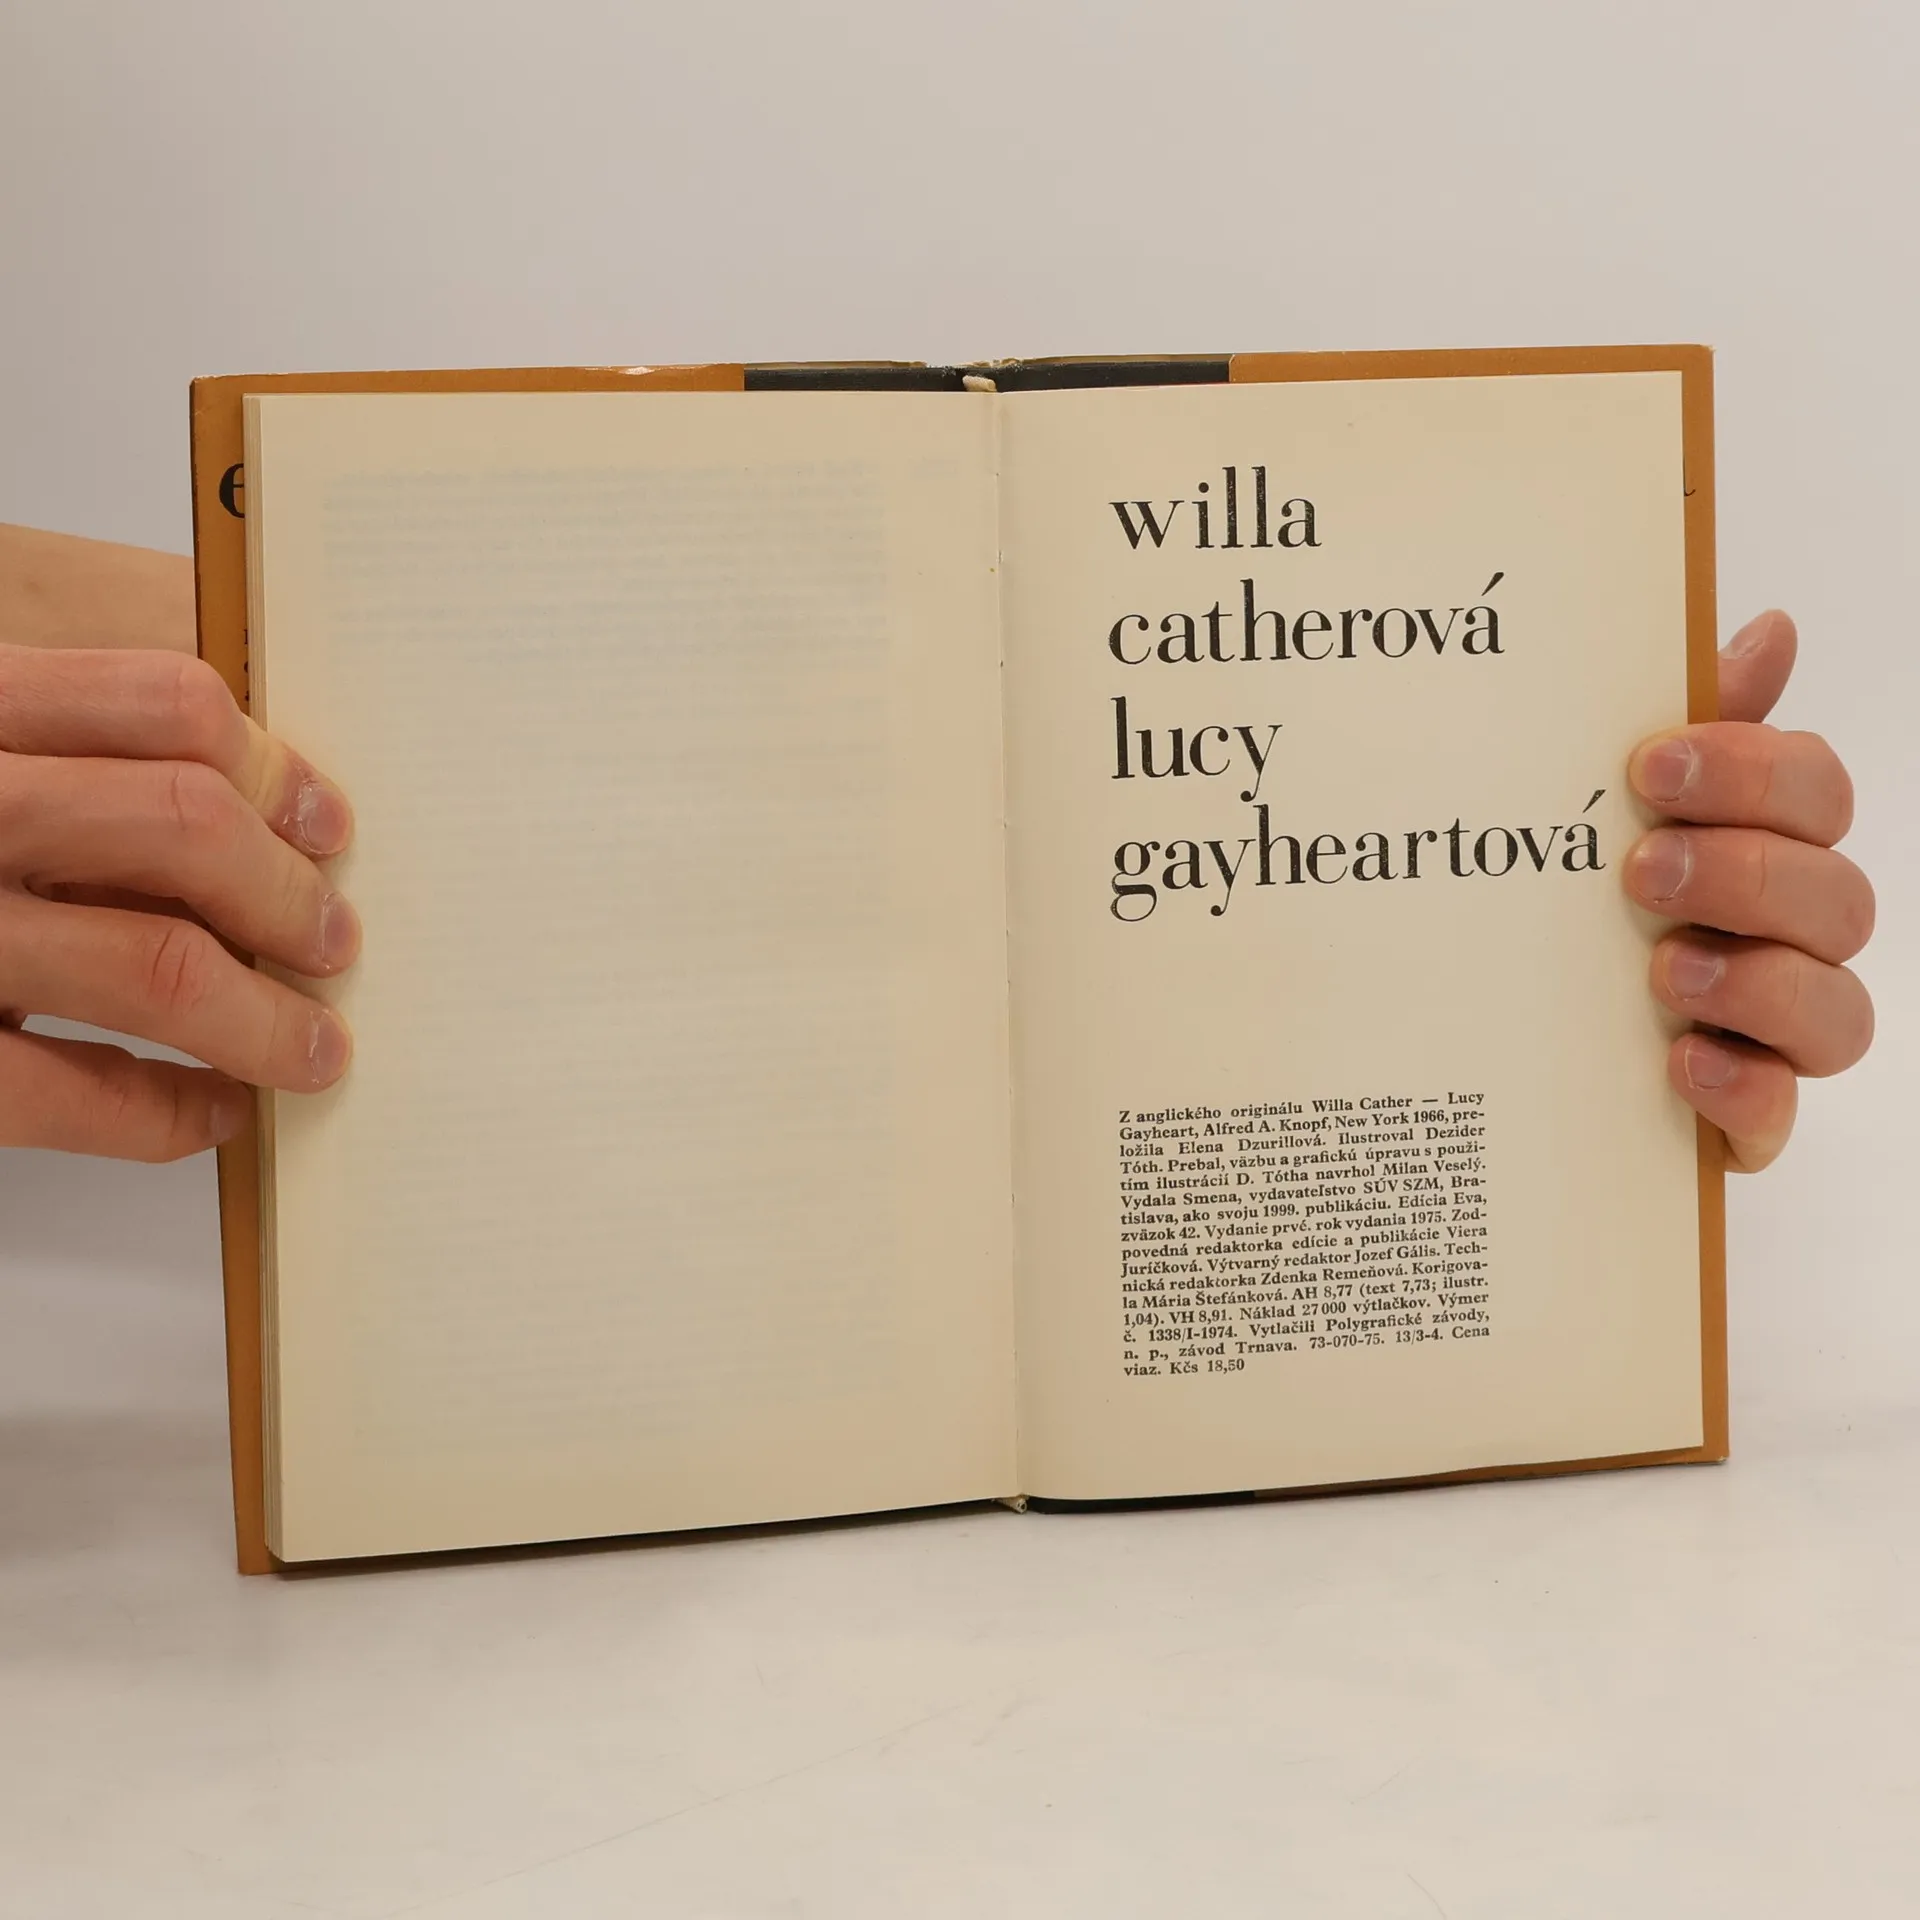 willa
catherová
lucy
gayheartová
Z anglického originálu Willa Cather — Lucy
Gayheart, Alfred A. Knopf, New York 1966, pre-
ložila Elena Dzurillová. Ilustroval Dezider
Tóth. Prebal, väzbu a grafickú úpravu s použi-
tím ilustrácií D. Tótha navrhol Milan Veselý.
Vydala Smena, vydavateľstvo SÚV SZM, Bra-
tislava, ako svoju 1999. publikáciu. Edícia Eva,
zväzok 42. Vydanie prvé. rok vydania 1975. Zod-
povedná redaktorka edície a publikácie Viera
Juríčková. Výtvarný redaktor Jozef Gális. Tech-
nická redaktorka Zdenka Remeňová. Korigova-
la Mária Štefánková. AH 8,77 (text 7,73; ilustr.
1,04). VH 8,91. Náklad 27 000 výtlačkov. Výmer
č. 1338/I-1974. Vytlačili Polygrafické závody,
n. p., závod Trnava. 73-070-75. 13/3-4. Cena
viaz. Kčs 18,50